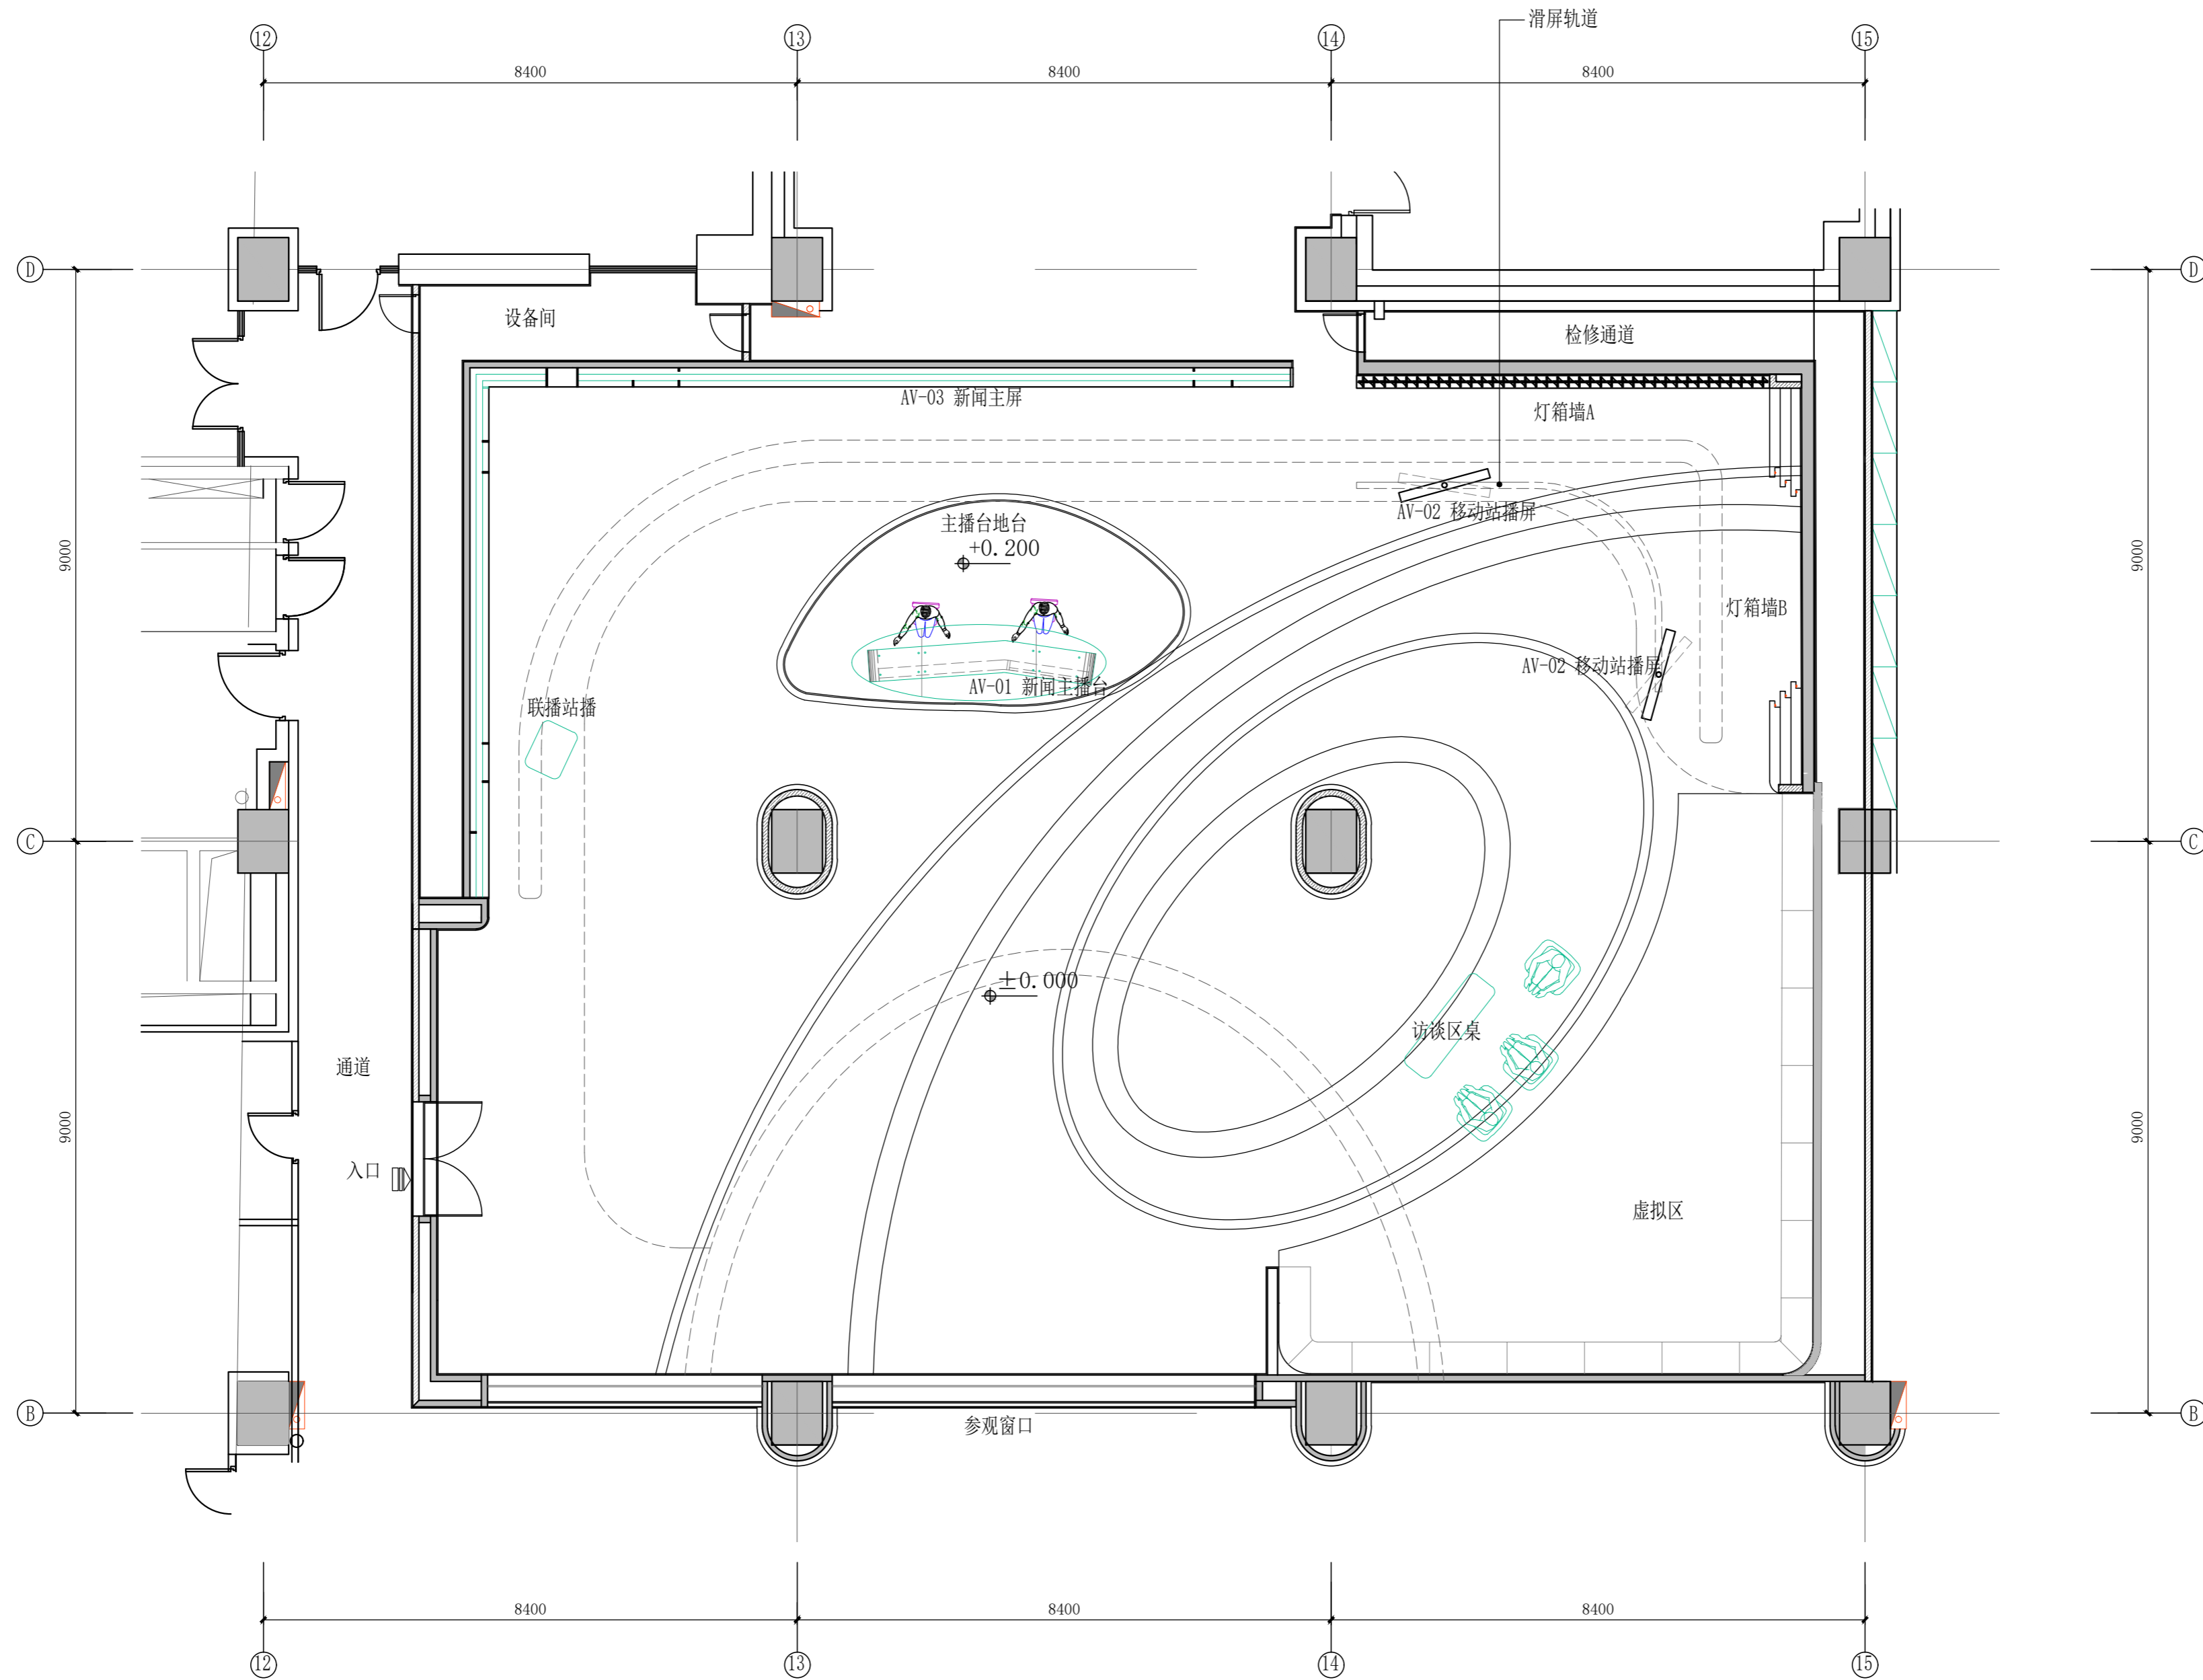 滑屏轨道
12
13
14
15
8400
8400
8400
D
D
设备间
检修通道
AV-03 新闻主屏
灯箱墙A
AV-02 移动站播屏
主播台地台
+0.200
9000
9000
灯箱墙B
AV-02 移动站播屏
AV-01 新闻主播台
联播站播
C
C
±0.000
访谈区桌
通道
9000
9000
入口
虚拟区
B
B
参观窗口
8400
8400
8400
12
13
14
15